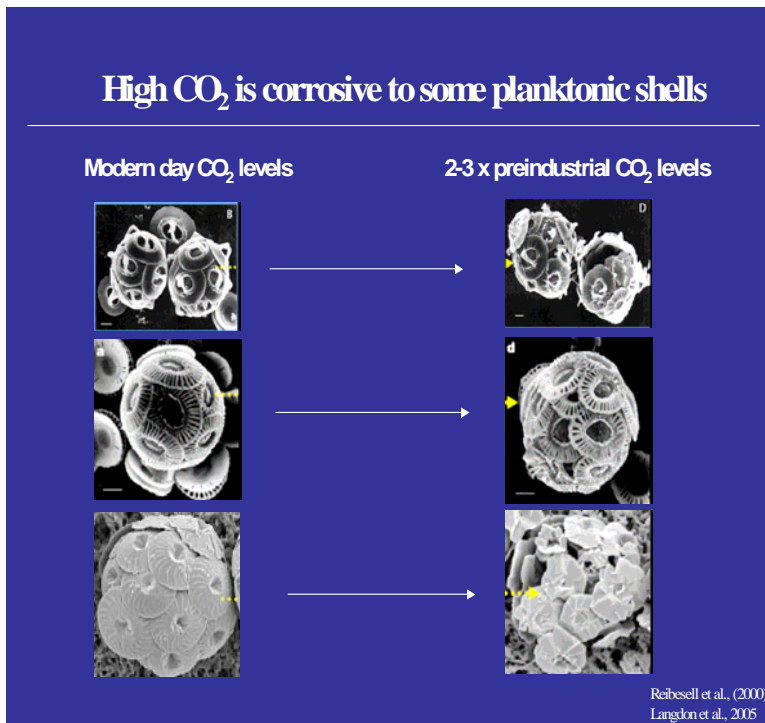 High CO₂ is corrosive to some planktonic shells
Modern day CO₂ levels
2-3 x preindustrial CO₂ levels
B
D
a
d
Reibesell et al., (2000)
Langdon et al., 2005